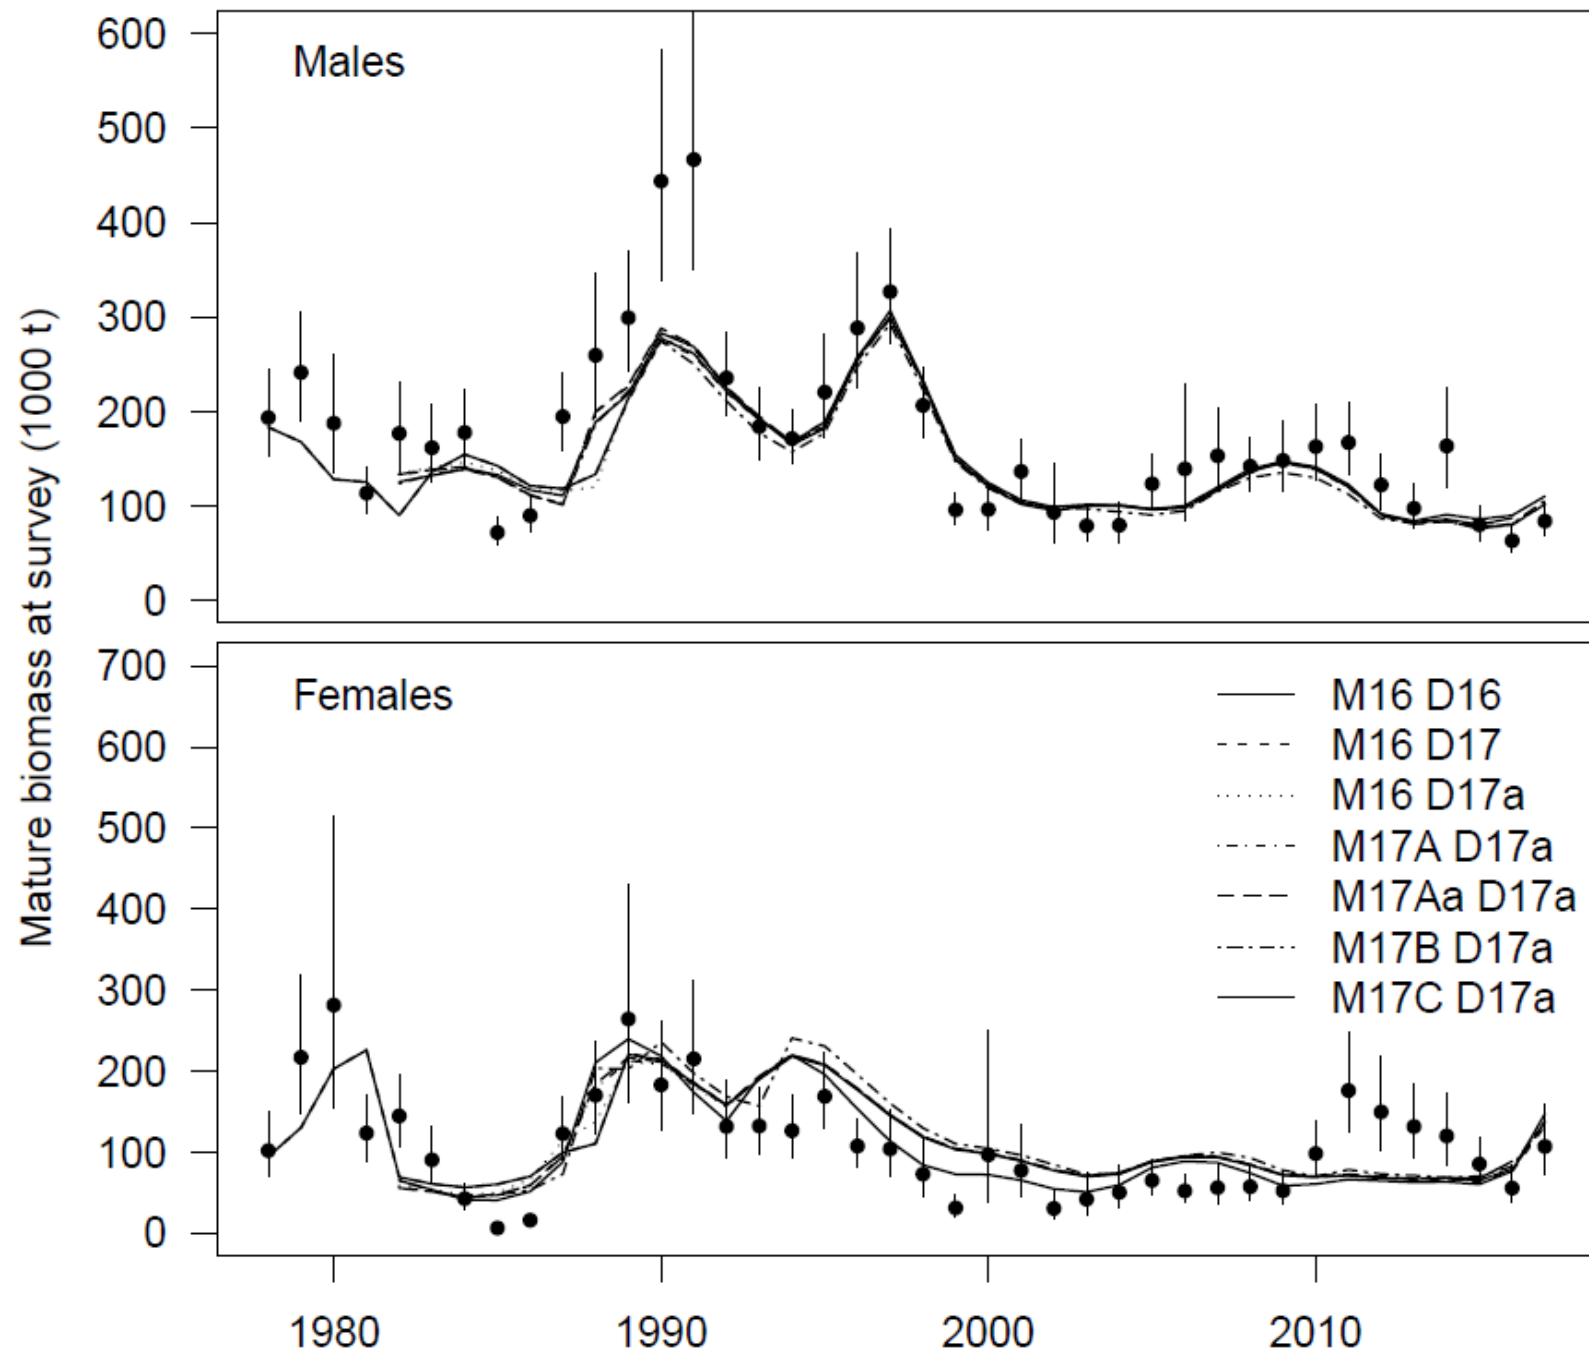 Mature biomass at survey (1000 t)
Males
600
500
400
300
200
100
0
Females
700
600
500
400
300
200
100
0
M16 D16
M16 D17
M16 D17a
M17A D17a
M17Aa D17a
M17B D17a
M17C D17a
1980
1990
2000
2010